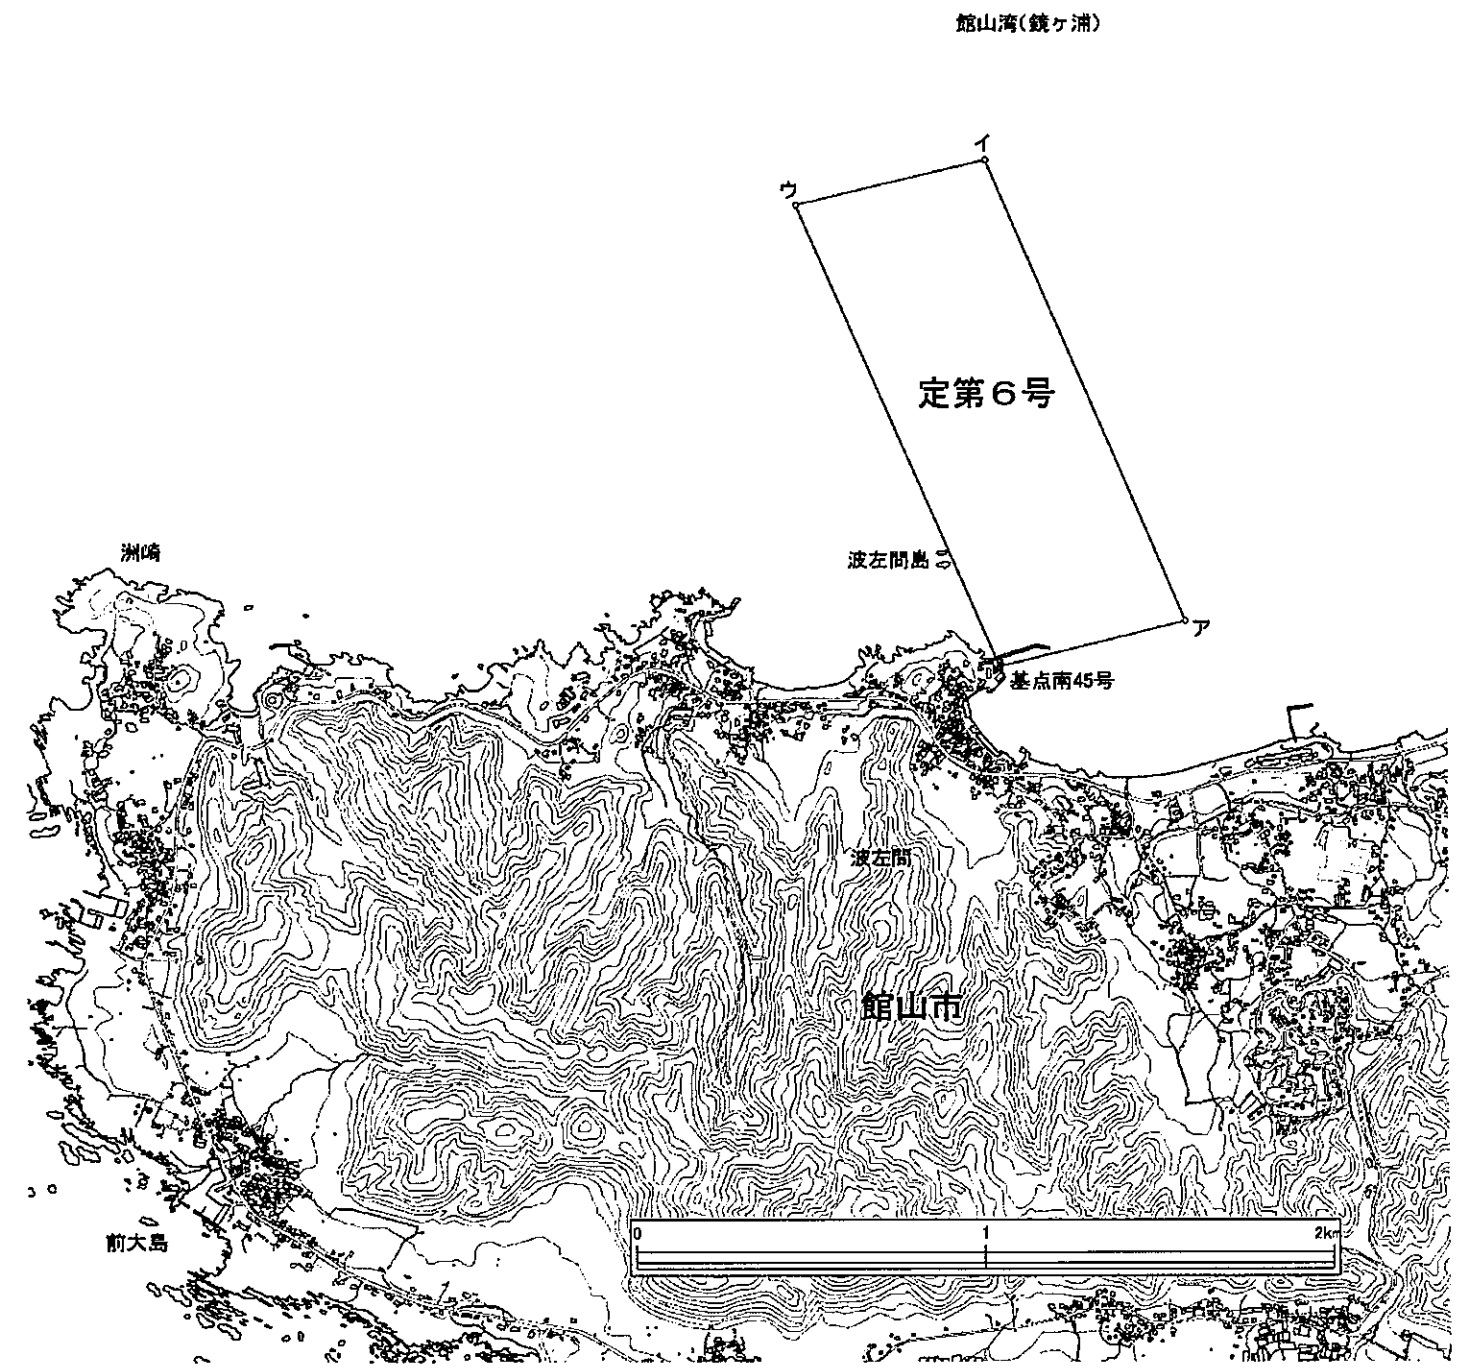 館山湾(鏡ヶ浦)
イ
ウ
定第6号
洲崎
波左間島
ア
基点南45号
波左間
館山市
0 1 2km
前大島